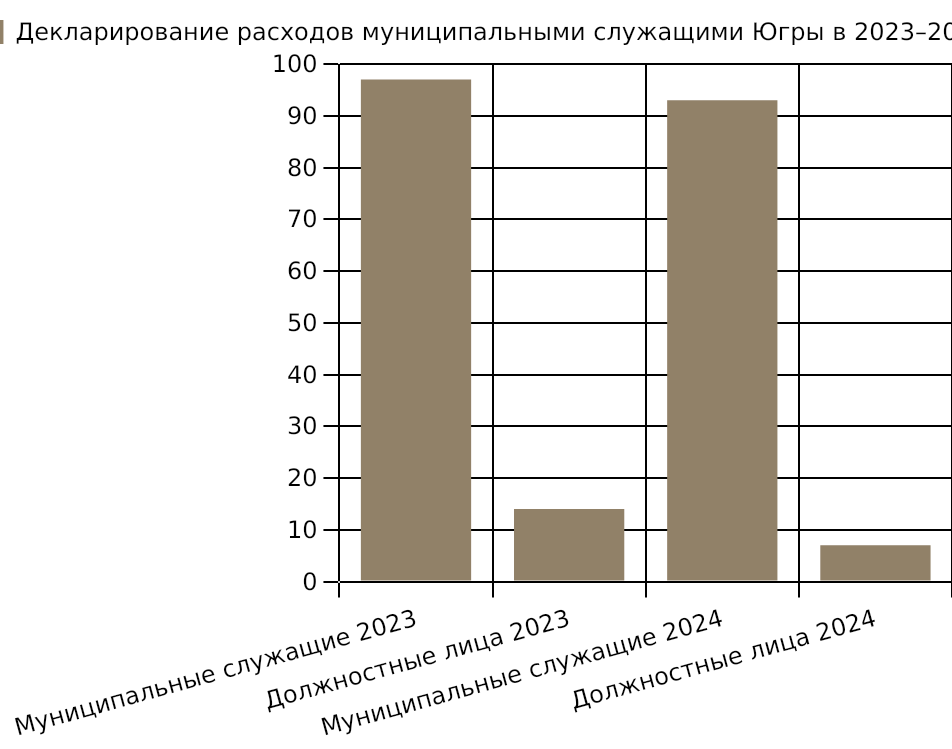 Декларирование расходов муниципальными служащими Югры в 2023–20
100
90
80
70
60
50
40
30
20
10
0
Муниципальные служащие 2023
Должностные лица 2023
Муниципальные служащие 2024
Должностные лица 2024